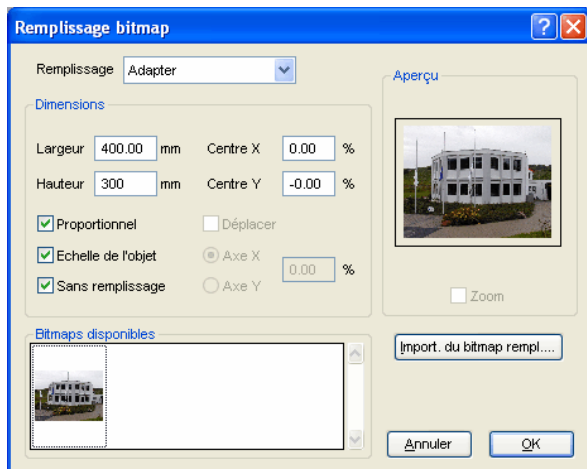 Remplissage bitmap
Remplissage Adapter
Aperçu
Dimensions
Largeur 400.00 mm Centre X 0.00 %
Hauteur 300 mm Centre Y -0.00 %
Proportionnel Déplacer
Echelle de l'objet Axe X 0.00 %
Sans remplissage Axe Y
Zoom
Bitmaps disponibles
Import. du bitmap rempl....
Annuler OK